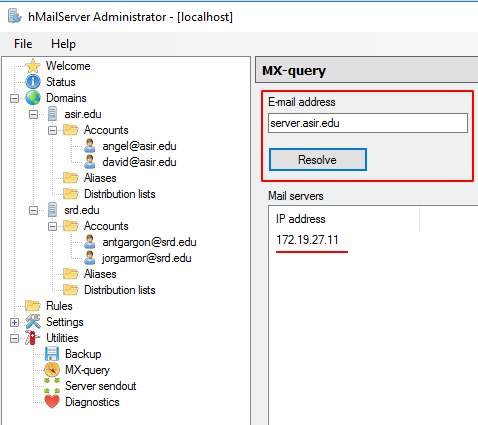 hMailServer Administrator - [localhost]
File Help
Welcome
Status
Domains
asir.edu
Accounts
angel@asir.edu
david@asir.edu
Aliases
Distribution lists
srd.edu
Accounts
antgargon@srd.edu
jorgarmor@srd.edu
Aliases
Distribution lists
Rules
Settings
Utilities
Backup
MX-query
Server sendout
Diagnostics
MX-query
E-mail address
server.asir.edu
Resolve
Mail servers
IP address
172.19.27.11